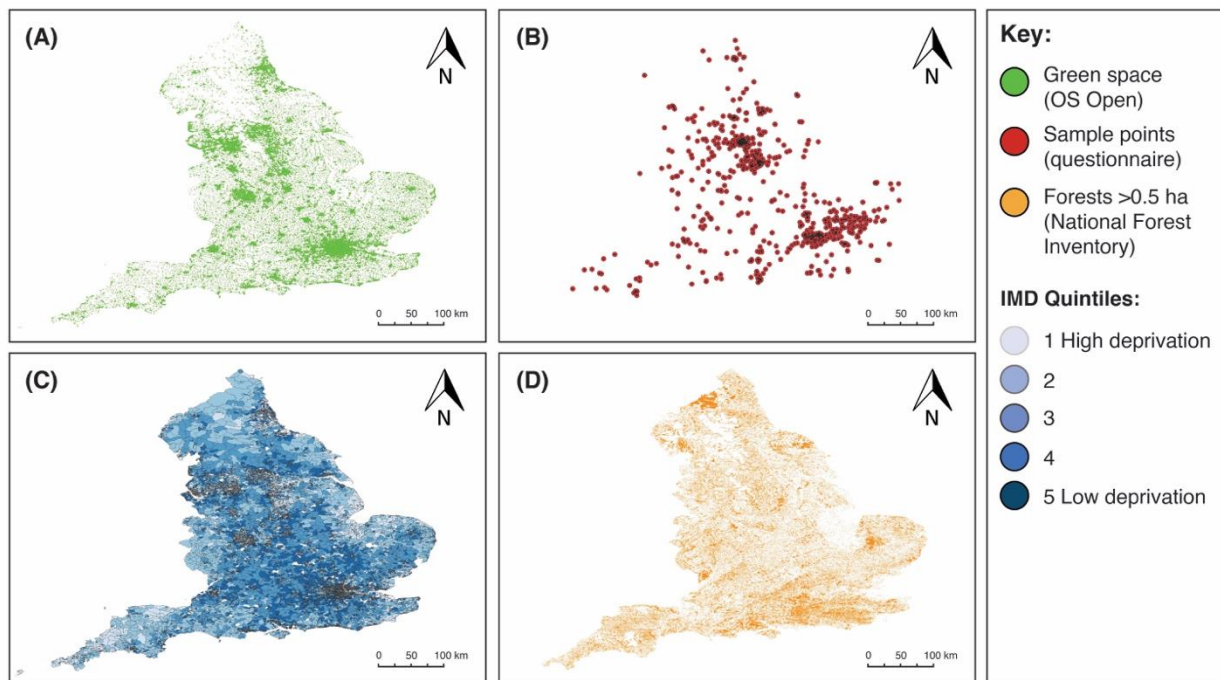 (A)
N
0 50 100 km
(B)
N
0 50 100 km
(C)
N
0 50 100 km
(D)
N
0 50 100 km
Key:
Green space
(OS Open)
Sample points
(questionnaire)
Forests >0.5 ha
(National Forest
Inventory)
IMD Quintiles:
1 High deprivation
2
3
4
5 Low deprivation